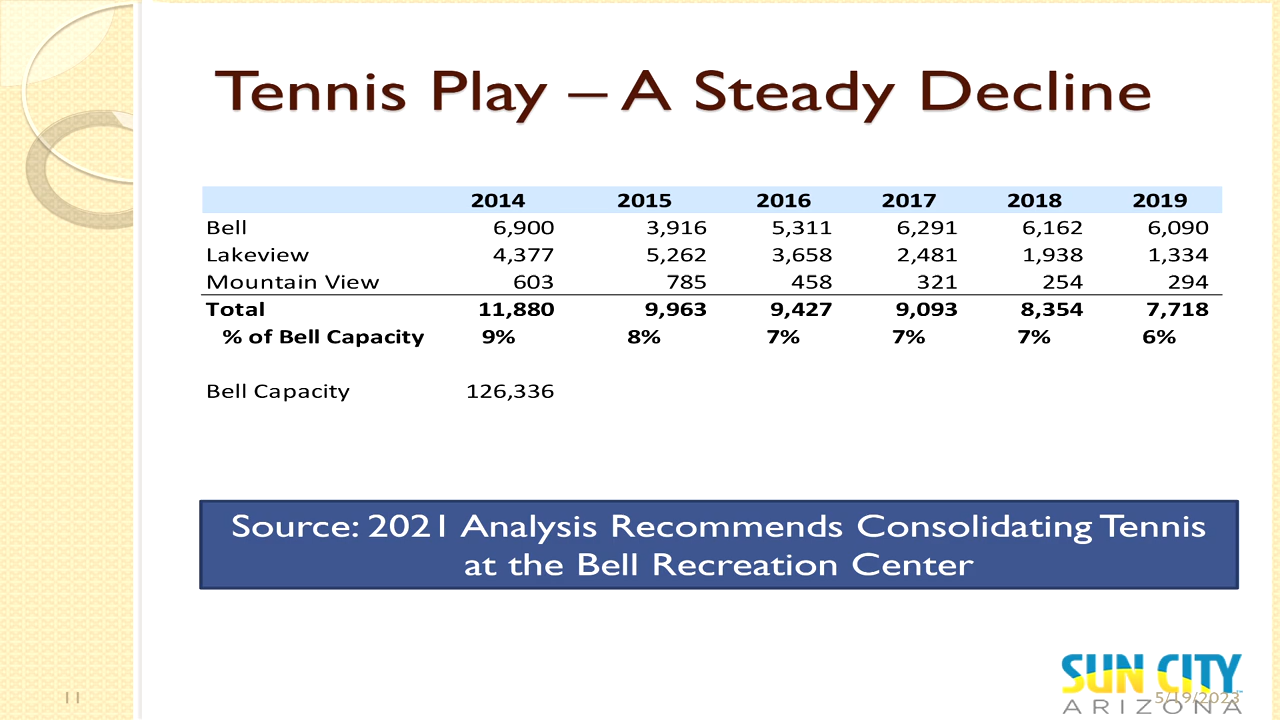 Tennis Play – A Steady Decline
2014 2015 2016 2017 2018 2019
Bell 6,900 3,916 5,311 6,291 6,162 6,090
Lakeview 4,377 5,262 3,658 2,481 1,938 1,334
Mountain View 603 785 458 321 254 294
Total 11,880 9,963 9,427 9,093 8,354 7,718
% of Bell Capacity 9% 8% 7% 7% 7% 6%
Bell Capacity 126,336
Source: 2021 Analysis Recommends Consolidating Tennis
at the Bell Recreation Center
SUN CITY
ARIZONA
11
5/19/2023